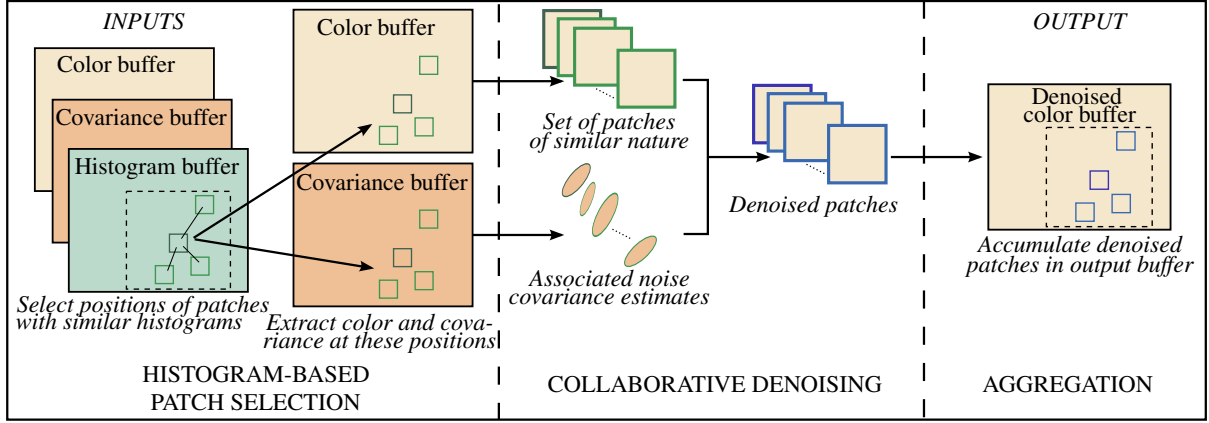 INPUTS
Color buffer
Covariance buffer
Histogram buffer
Select positions of patches
with similar histograms
Color buffer
Covariance buffer
Extract color and cova-
riance at these positions
HISTOGRAM-BASED
PATCH SELECTION
Set of patches
of similar nature
Associated noise
covariance estimates
Denoised patches
COLLABORATIVE DENOISING
OUTPUT
Denoised
color buffer
Accumulate denoised
patches in output buffer
AGGREGATION